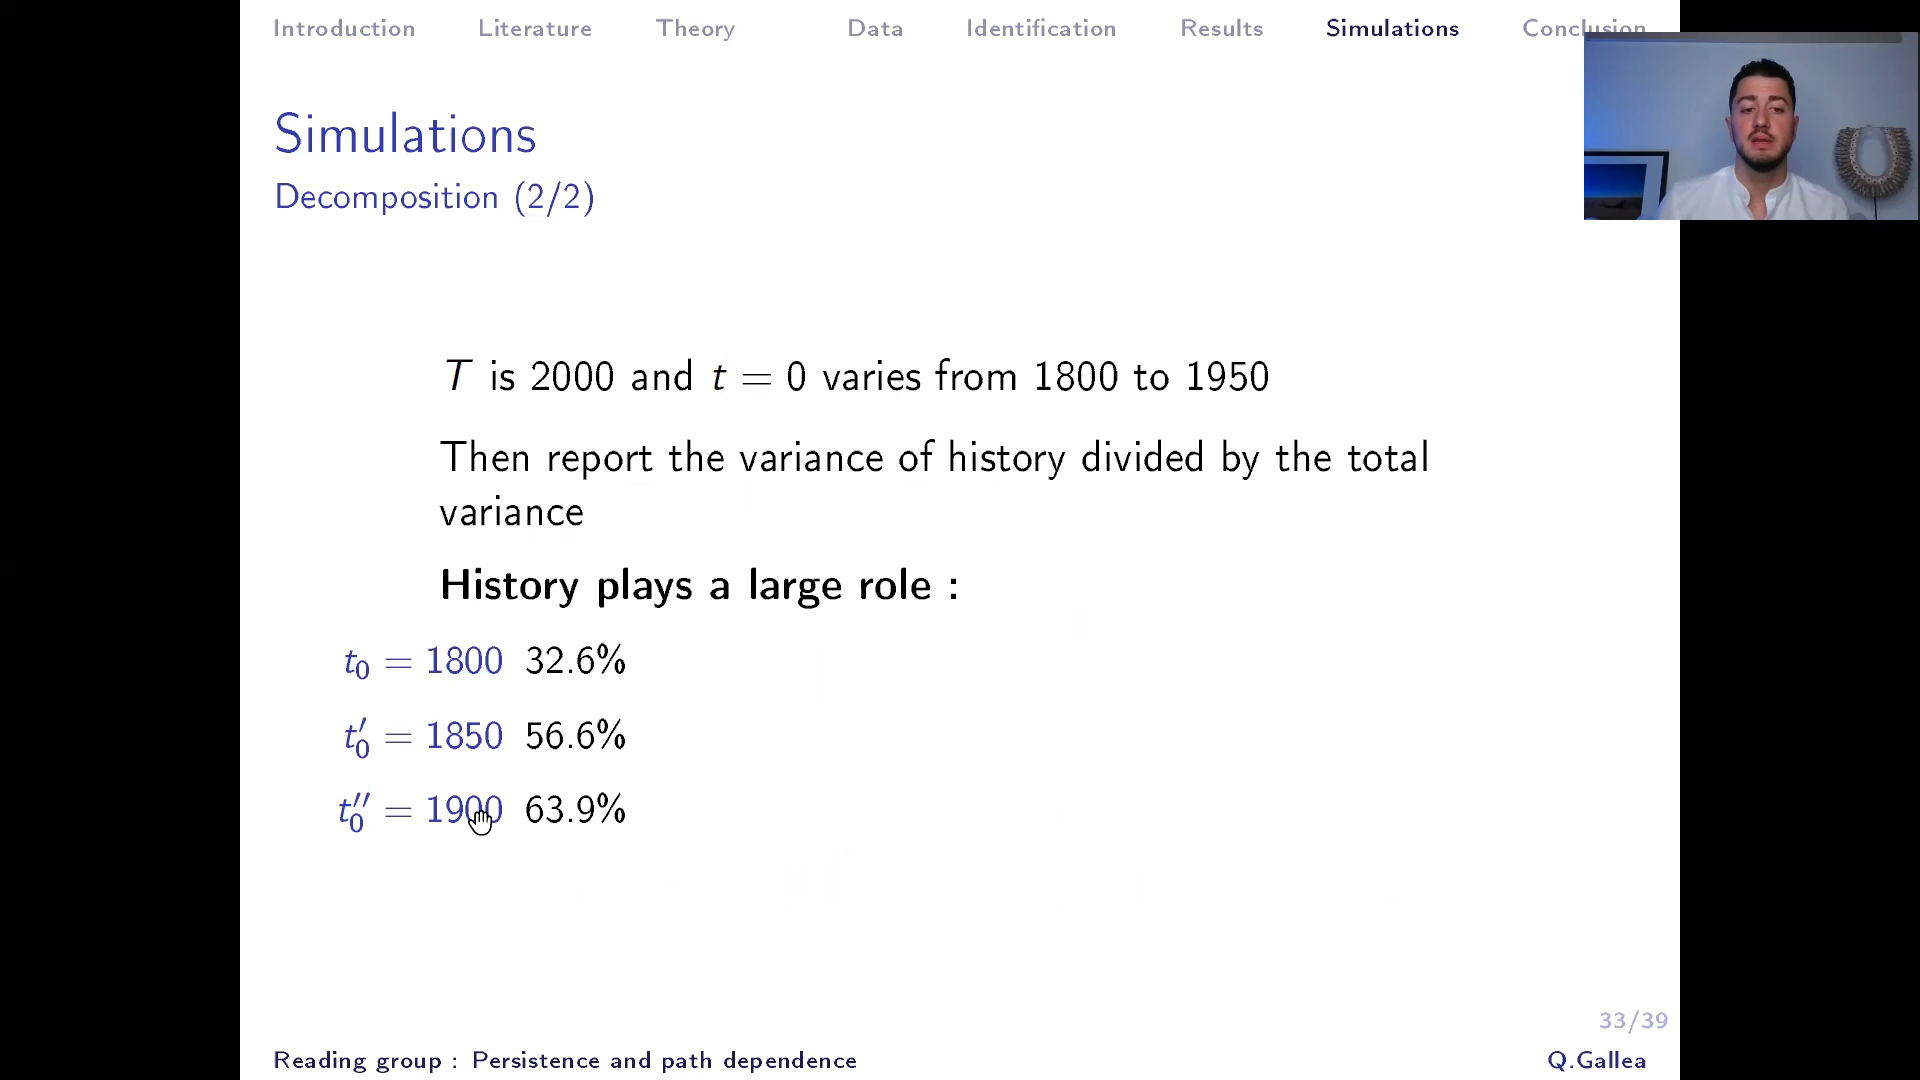 Introduction Literature Theory Data Identification Results Simulations Conclusion
Simulations
Decomposition (2/2)
T is 2000 and t = 0 varies from 1800 to 1950
Then report the variance of history divided by the total
variance
History plays a large role :
t₀ = 1800 32.6%
t₀′ = 1850 56.6%
t₀′′ = 1900 63.9%
33/39
Reading group : Persistence and path dependence Q.Gallea